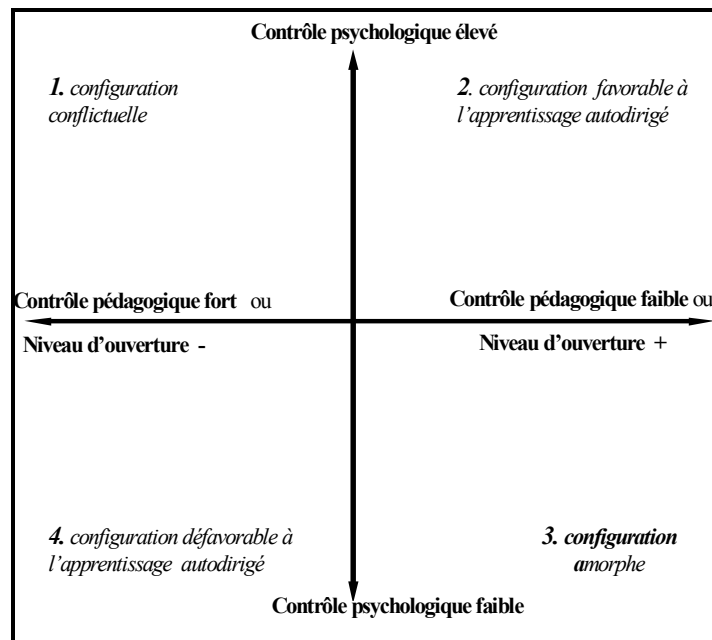 Contrôle psychologique élevé
1. configuration
conflictuelle
2. configuration favorable à
l'apprentissage autodirigé
Contrôle pédagogique fort ou
Niveau d'ouverture -
Contrôle pédagogique faible ou
Niveau d'ouverture +
4. configuration défavorable à
l'apprentissage autodirigé
3. configuration
amorphe
Contrôle psychologique faible